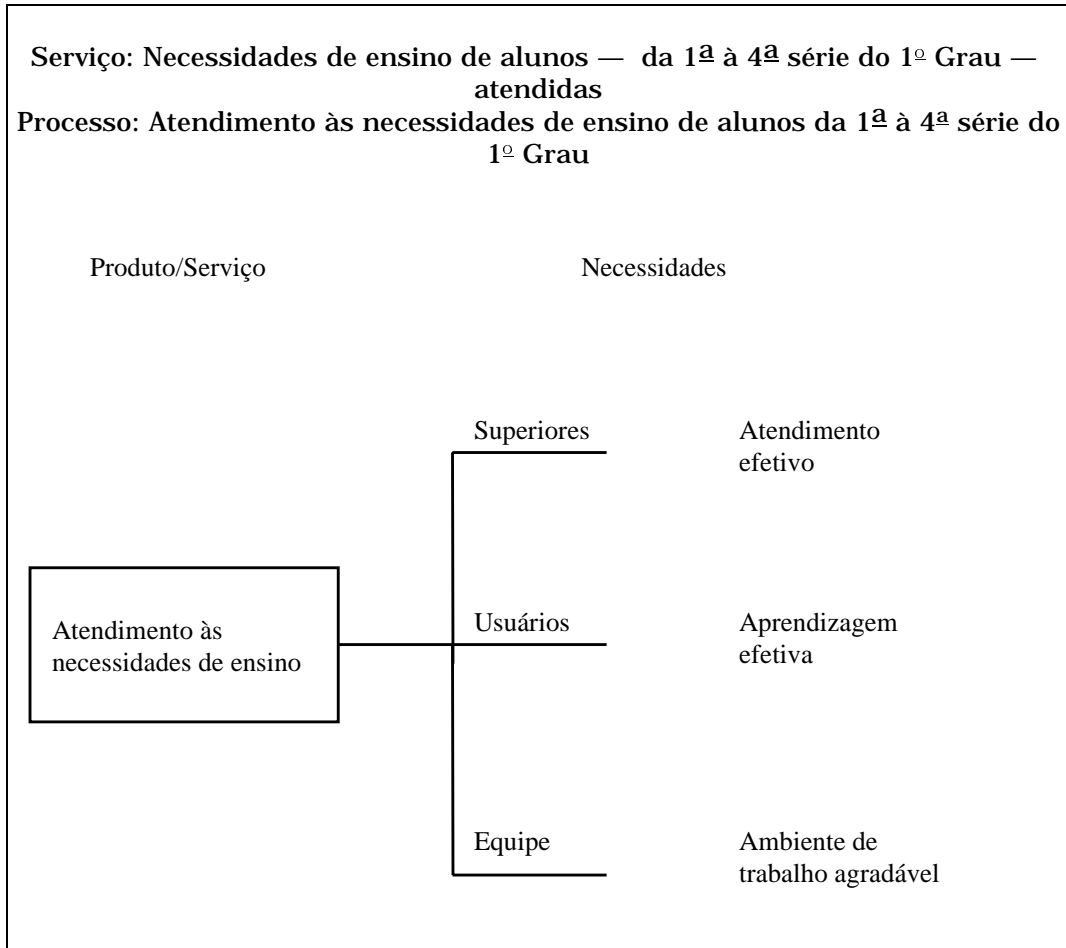 Serviço: Necessidades de ensino de alunos — da 1ª à 4ª série do 1º Grau —
atendidas
Processo: Atendimento às necessidades de ensino de alunos da 1ª à 4ª série do
1º Grau
Produto/Serviço
Necessidades
Superiores
Atendimento
efetivo
Atendimento às
necessidades de ensino
Usuários
Aprendizagem
efetiva
Equipe
Ambiente de
trabalho agradável